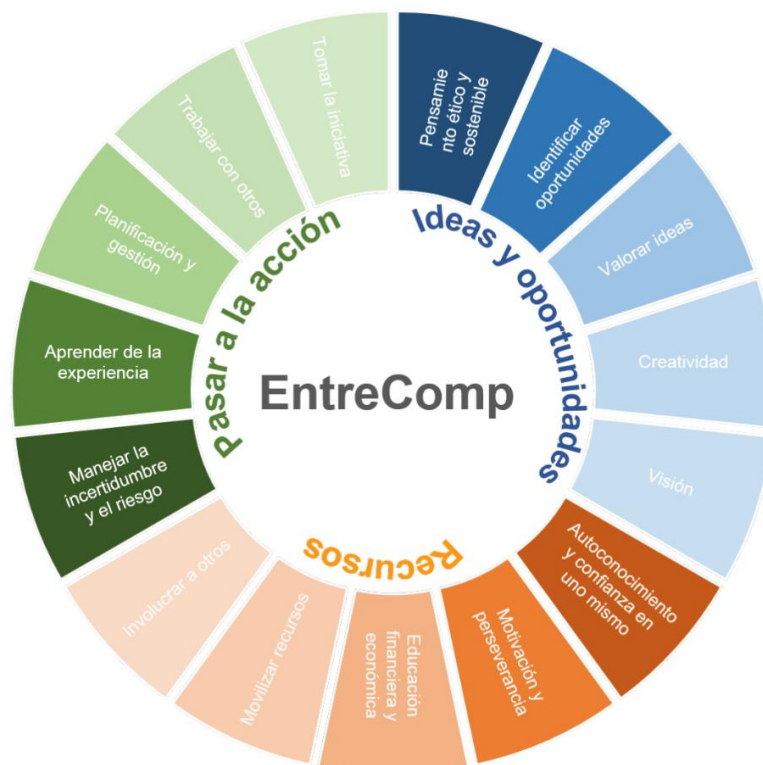 EntreComp
Ideas y oportunidades
Pensamie
nto ético y
sostenible
Identificar
oportunidades
Valorar ideas
Creatividad
Visión
Recursos
Autoconocimiento
y confianza en
uno mismo
Motivación y
perseverancia
Educación
financiera y
económica
Movilizar recursos
Involucrar a otros
Pasar a la acción
Manejar la
incertidumbre
y el riesgo
Aprender de la
experiencia
Planificación y
gestión
Trabajar con otros
Tomar la iniciativa